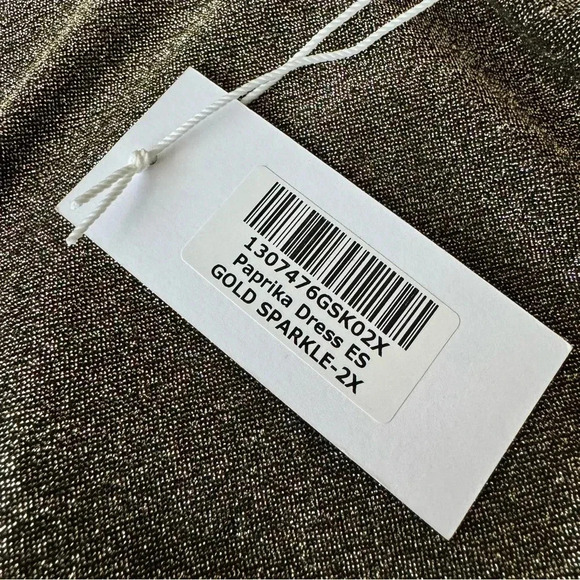 1307476GSK02X
Paprika Dress ES
GOLD SPARKLE-2X